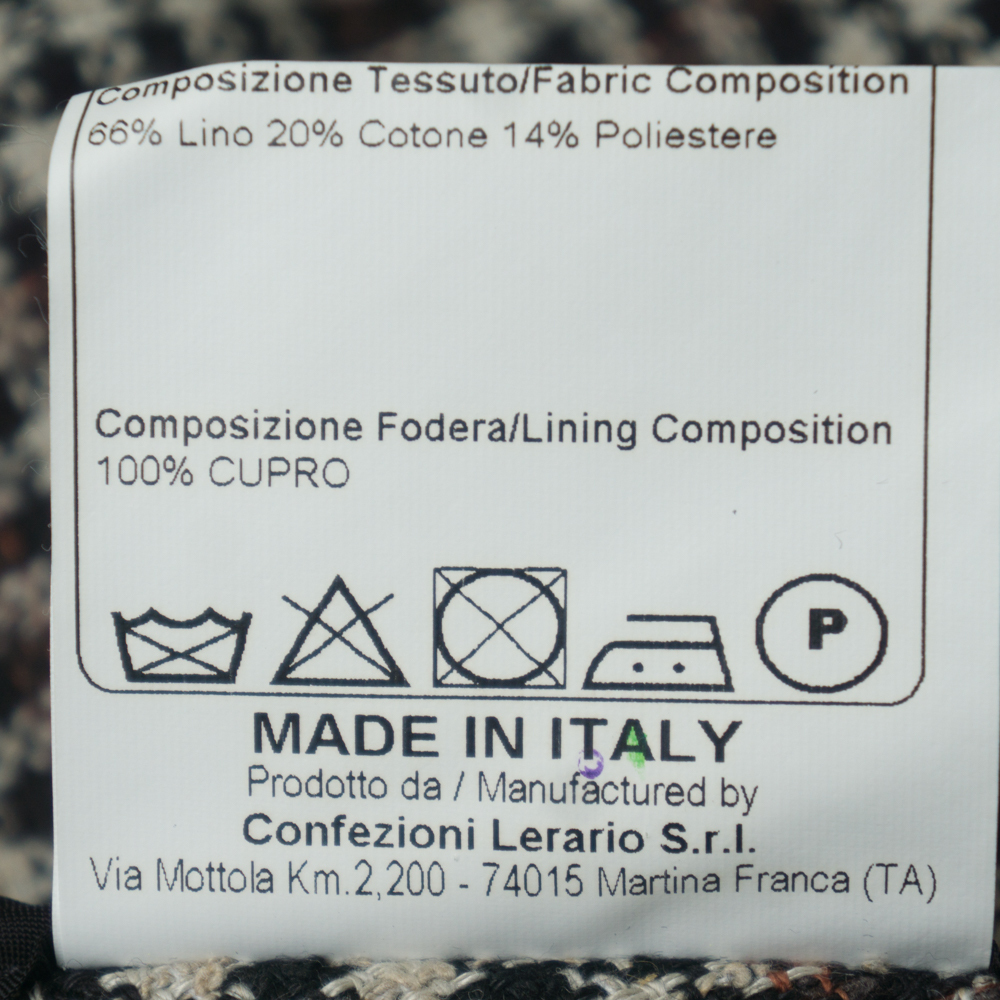 Composizione Tessuto/Fabric Composition
66% Lino 20% Cotone 14% Poliestere
Composizione Fodera/Lining Composition
100% CUPRO
P
MADE IN ITALY
Prodotto da / Manufactured by
Confezioni Lerario S.r.l.
Via Mottola Km.2,200 - 74015 Martina Franca (TA)